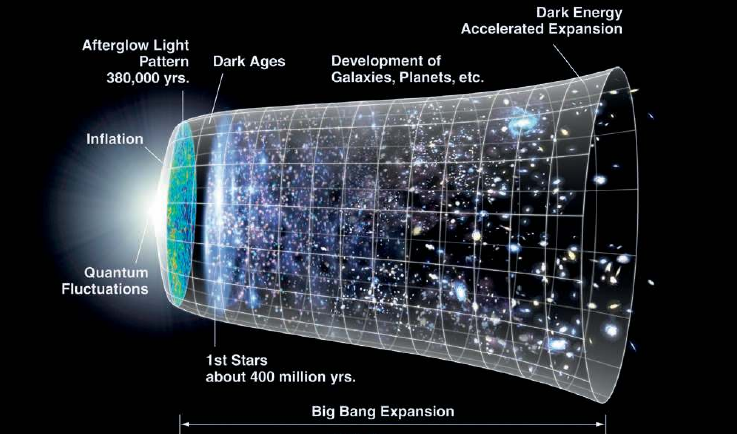 Dark Energy
Accelerated Expansion
Afterglow Light
Pattern
380,000 yrs.
Dark Ages
Development of
Galaxies, Planets, etc.
Inflation
Quantum
Fluctuations
1st Stars
about 400 million yrs.
Big Bang Expansion